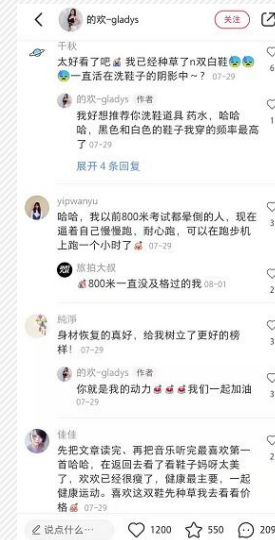 的欢-gladys
关注
千秋
太好看了吧💰我已经种草了n双白鞋😰😰
😰一直活在洗鞋子的阴影中~？ 07-29
6
的欢-gladys 作者
我好想推荐你洗鞋道具 药水，哈哈
哈，黑色和白色的鞋子我穿的频率最高
了 07-29
1
展开 4 条回复
yipwanyu
哈哈，我以前800米考试都晕倒的人，现在
逼着自己慢慢跑，耐心跑，可以在跑步机
上跑一个小时了 07-29
3
旅拍大叔
800米一直没及格过的我 08-01
2
純淨
身材恢复的真好，给我树立了更好的榜
样！ 07-29
3
的欢-gladys 作者
你就是我的动力我们一起加油
07-29
3
佳佳
先把文章读完、再把音乐听完最喜欢第一
首哈哈，在返回去看了看鞋子妈呀太美
了，欢欢已经很瘦了，健康最主要，一起
健康运动。喜欢这双鞋先种草我去看看价
格 07-29
2
说点什么…
1200
550
209